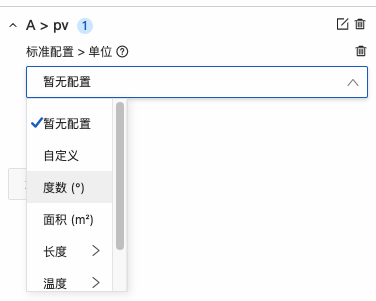 A > pv 1
标准配置 > 单位
暂无配置
暂无配置
自定义
度数 (°)
面积 (m²)
长度
温度